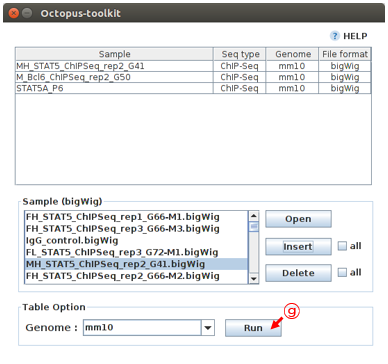 Octopus-toolkit
? HELP
Sample Seq type Genome File format
MH_STAT5_ChIPSeq_rep2_G41 ChIP-Seq mm10 bigWig
M_Bcl6_ChIPSeq_rep2_G50 ChIP-Seq mm10 bigWig
STAT5A_P6 ChIP-Seq mm10 bigWig
Sample (bigWig)
FH_STAT5_ChIPSeq_rep1_G66-M1.bigWig
FH_STAT5_ChIPSeq_rep3_G66-M3.bigWig
IgG_control.bigWig
FL_STAT5_ChIPSeq_rep3_G72-M1.bigWig
MH_STAT5_ChIPSeq_rep2_G41.bigWig
FH_STAT5_ChIPSeq_rep2_G66-M2.bigWig
Open
Insert all
Delete all
Table Option
Genome : mm10 Run
g